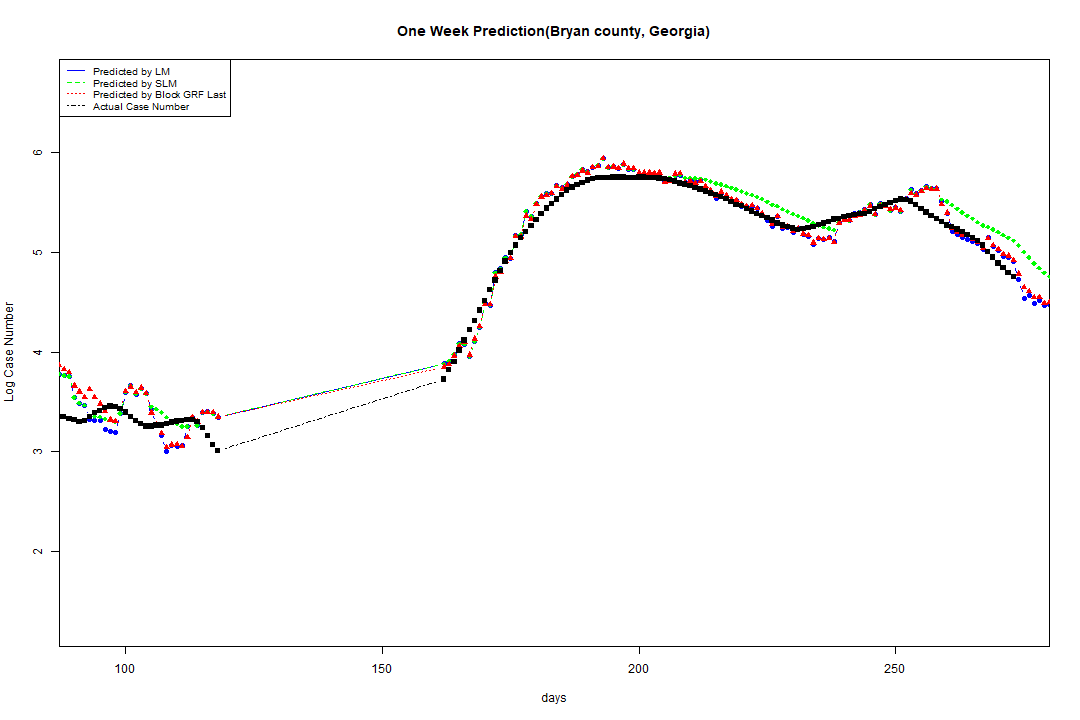 One Week Prediction(Bryan county, Georgia)
Predicted by LM
Predicted by SLM
Predicted by Block GRF Last
Actual Case Number
Log Case Number
6
5
4
3
2
100 150 200 250
days